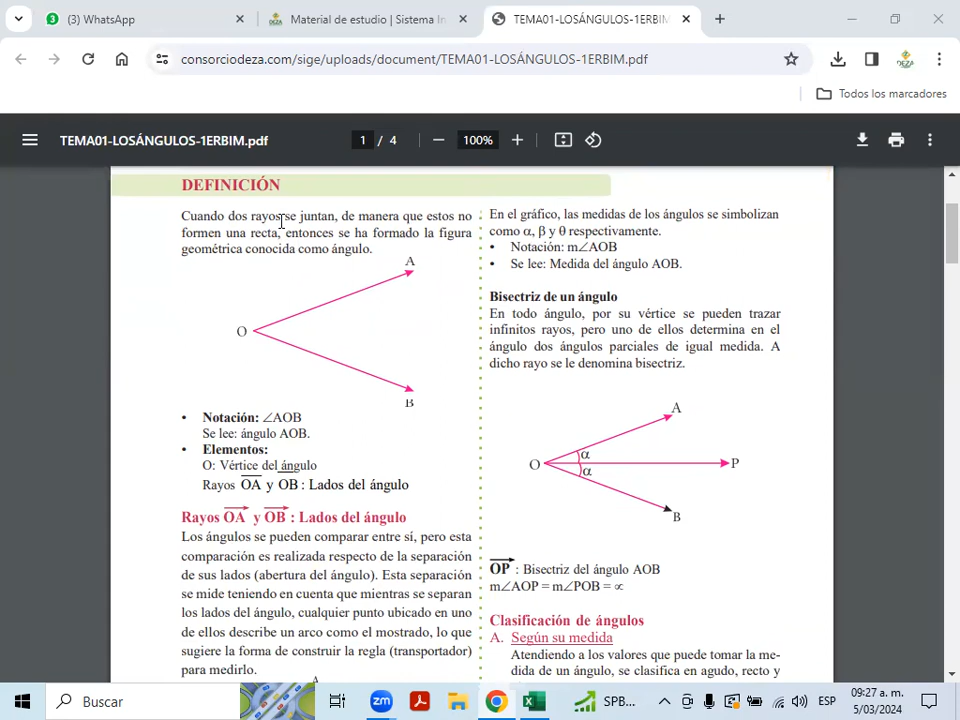 3 WhatsApp
Material de estudio | Sistema In
TEMA01-LOSÁNGULOS-1ERBIM
consorciodeza.com/sige/uploads/document/TEMA01-LOSÁNGULOS-1ERBIM.pdf
DEZA
Todos los marcadores
TEMA01-LOSÁNGULOS-1ERBIM.pdf
1 / 4
100%
DEFINICIÓN
Cuando dos rayos se juntan, de manera que estos no
formen una recta, entonces se ha formado la figura
geométrica conocida como ángulo.
A
O
B
• Notación: ∠AOB
Se lee: ángulo AOB.
• Elementos:
O: Vértice del ángulo
Rayos OA y OB : Lados del ángulo
Rayos OA y OB : Lados del ángulo
Los ángulos se pueden comparar entre sí, pero esta
comparación es realizada respecto de la separación
de sus lados (abertura del ángulo). Esta separación
se mide teniendo en cuenta que mientras se separan
los lados del ángulo, cualquier punto ubicado en uno
de ellos describe un arco como el mostrado, lo que
sugiere la forma de construir la regla (transportador)
para medirlo.
A
En el gráfico, las medidas de los ángulos se simbolizan
como α, β y θ respectivamente.
• Notación: m∠AOB
• Se lee: Medida del ángulo AOB.
Bisectriz de un ángulo
En todo ángulo, por su vértice se pueden trazar
infinitos rayos, pero uno de ellos determina en el
ángulo dos ángulos parciales de igual medida. A
dicho rayo se le denomina bisectriz.
A
α
O
P
α
B
OP : Bisectriz del ángulo AOB
m∠AOP = m∠POB = ∝
Clasificación de ángulos
A. Según su medida
Atendiendo a los valores que puede tomar la me-
dida de un ángulo, se clasifica en agudo, recto y
Buscar
zm
SPB...
ESP
09:27 a. m.
5/03/2024